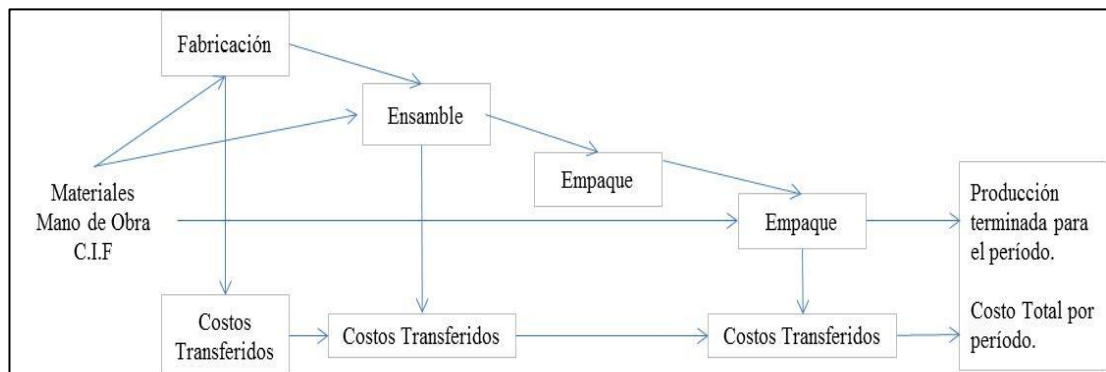 Fabricación
Ensamble
Empaque
Materiales
Mano de Obra
C.I.F
Empaque
Producción
terminada para
el período.
Costos
Transferidos
Costos Transferidos
Costos Transferidos
Costo Total por
período.